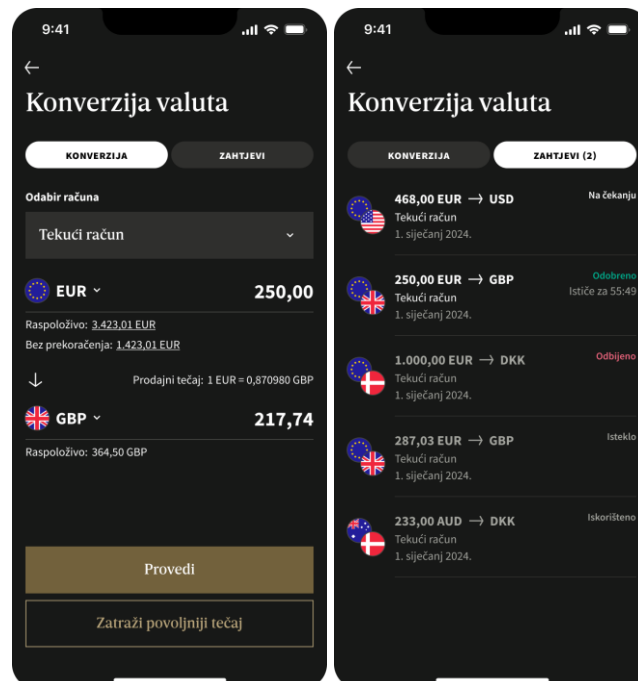 9:41
Konverzija valuta
KONVERZIJA ZAHTJEVI
Odabir računa
Tekući račun
EUR 250,00
Raspoloživo: 3.423,01 EUR
Bez prekoračenja: 1.423,01 EUR
Prodajni tečaj: 1 EUR = 0,870980 GBP
GBP 217,74
Raspoloživo: 364,50 GBP
Provedi
Zatraži povoljniji tečaj
9:41
Konverzija valuta
KONVERZIJA ZAHTJEVI (2)
468,00 EUR → USD Na čekanju
Tekući račun
1. siječanj 2024.
250,00 EUR → GBP Odobreno
Tekući račun Ističe za 55:49
1. siječanj 2024.
1.000,00 EUR → DKK Odbijeno
Tekući račun
1. siječanj 2024.
287,03 EUR → GBP Isteklo
Tekući račun
1. siječanj 2024.
233,00 AUD → DKK Iskorišteno
Tekući račun
1. siječanj 2024.